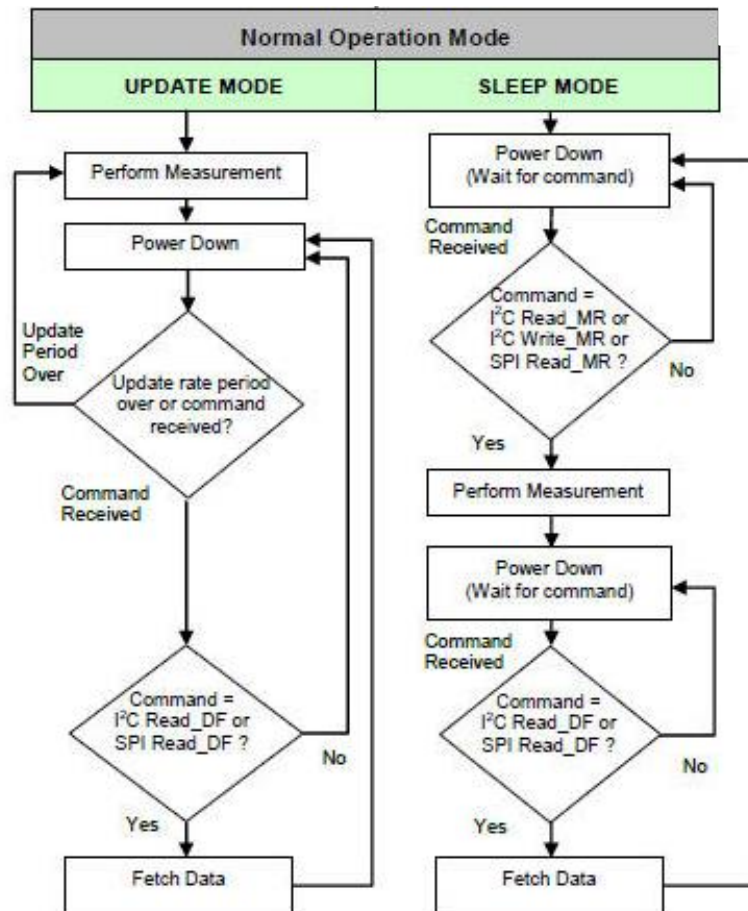 Normal Operation Mode
UPDATE MODE
SLEEP MODE
Perform Measurement
Power Down
Update
Period
Over
Update rate period
over or command
received?
Command
Received
Command =
I²C Read_DF or
SPI Read_DF ?
No
Yes
Fetch Data
Power Down
(Wait for command)
Command
Received
Command =
I²C Read_MR or
I²C Write_MR or
SPI Read_MR ?
No
Yes
Perform Measurement
Power Down
(Wait for command)
Command
Received
Command =
I²C Read_DF or
SPI Read_DF ?
No
Yes
Fetch Data